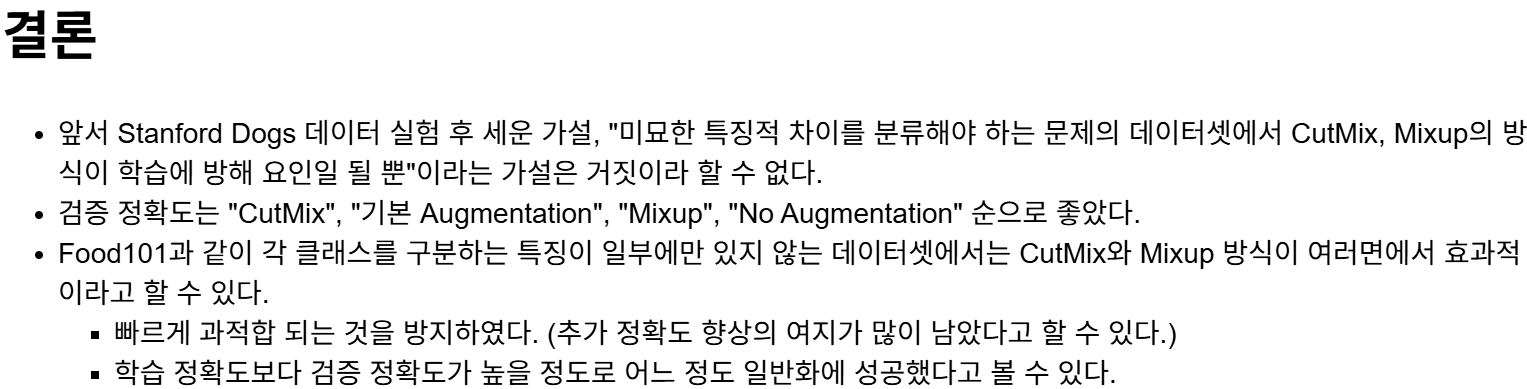 결론
앞서 Stanford Dogs 데이터 실험 후 세운 가설, "미묘한 특징적 차이를 분류해야 하는 문제의 데이터셋에서 CutMix, Mixup의 방
식이 학습에 방해 요인일 될 뿐"이라는 가설은 거짓이라 할 수 없다.
검증 정확도는 "CutMix", "기본 Augmentation", "Mixup", "No Augmentation" 순으로 좋았다.
Food101과 같이 각 클래스를 구분하는 특징이 일부에만 있지 않는 데이터셋에서는 CutMix와 Mixup 방식이 여러면에서 효과적
이라고 할 수 있다.
빠르게 과적합 되는 것을 방지하였다. (추가 정확도 향상의 여지가 많이 남았다고 할 수 있다.)
학습 정확도보다 검증 정확도가 높을 정도로 어느 정도 일반화에 성공했다고 볼 수 있다.